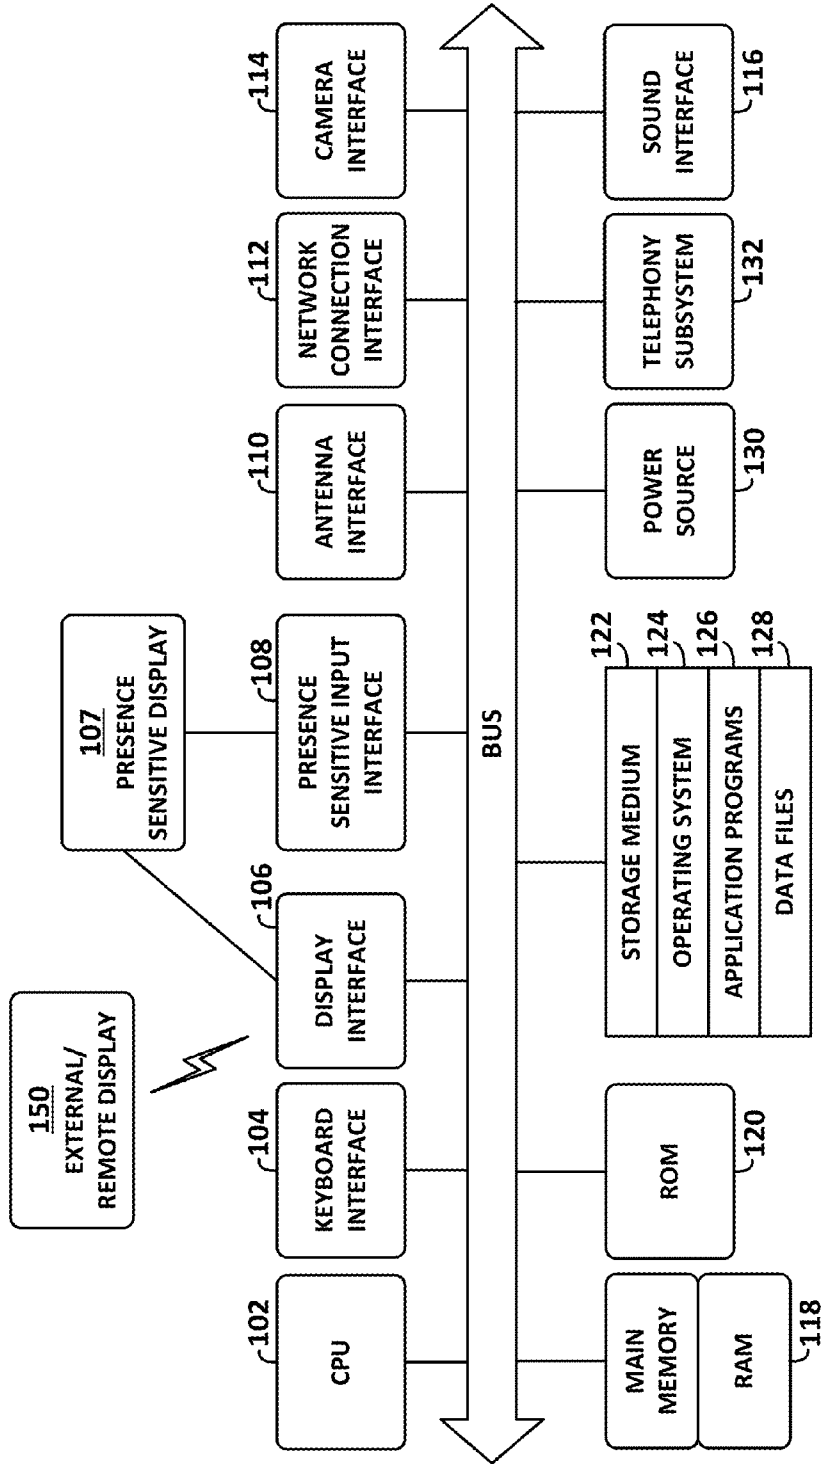 150
EXTERNAL/
REMOTE DISPLAY
107
PRESENCE
SENSITIVE DISPLAY
102
CPU
104
KEYBOARD
INTERFACE
106
DISPLAY
INTERFACE
108
PRESENCE
SENSITIVE INPUT
INTERFACE
110
ANTENNA
INTERFACE
112
NETWORK
CONNECTION
INTERFACE
114
CAMERA
INTERFACE
BUS
MAIN
MEMORY
RAM
118
ROM
120
STORAGE MEDIUM
122
OPERATING SYSTEM
124
APPLICATION PROGRAMS
126
DATA FILES
128
POWER
SOURCE
130
TELEPHONY
SUBSYSTEM
132
SOUND
INTERFACE
116